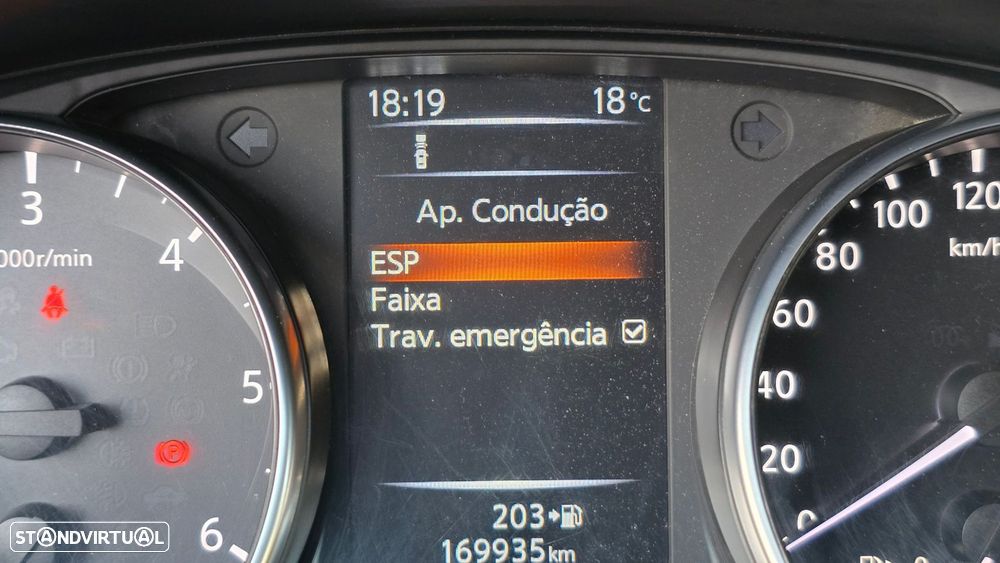 18:19 18°C
Ap. Condução
ESP
Faixa
Trav. emergência
203
169935km
3
000r/min
4
5
6
P
120
100
km/h
80
60
40
20
0
STANDVIRTUAL